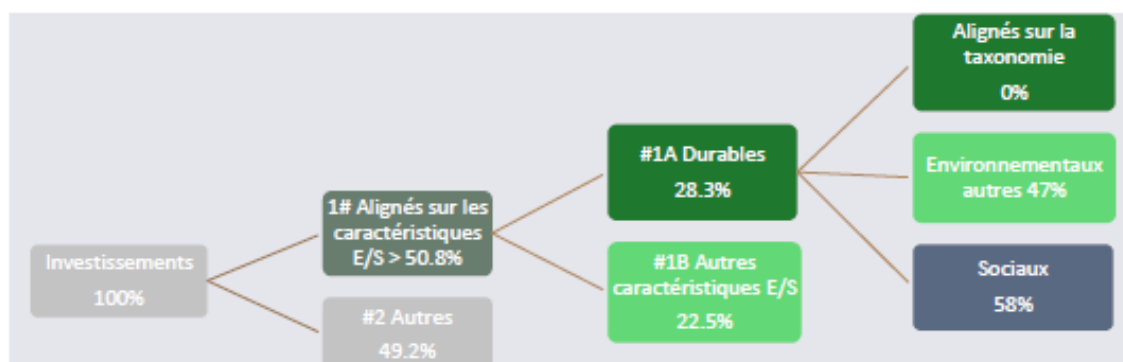 Investissements
100%
1# Alignés sur les
caractéristiques
E/S > 50.8%
#2 Autres
49.2%
#1A Durables
28.3%
#1B Autres
caractéristiques E/S
22.5%
Alignés sur la
taxonomie
0%
Environnementaux
autres 47%
Sociaux
58%